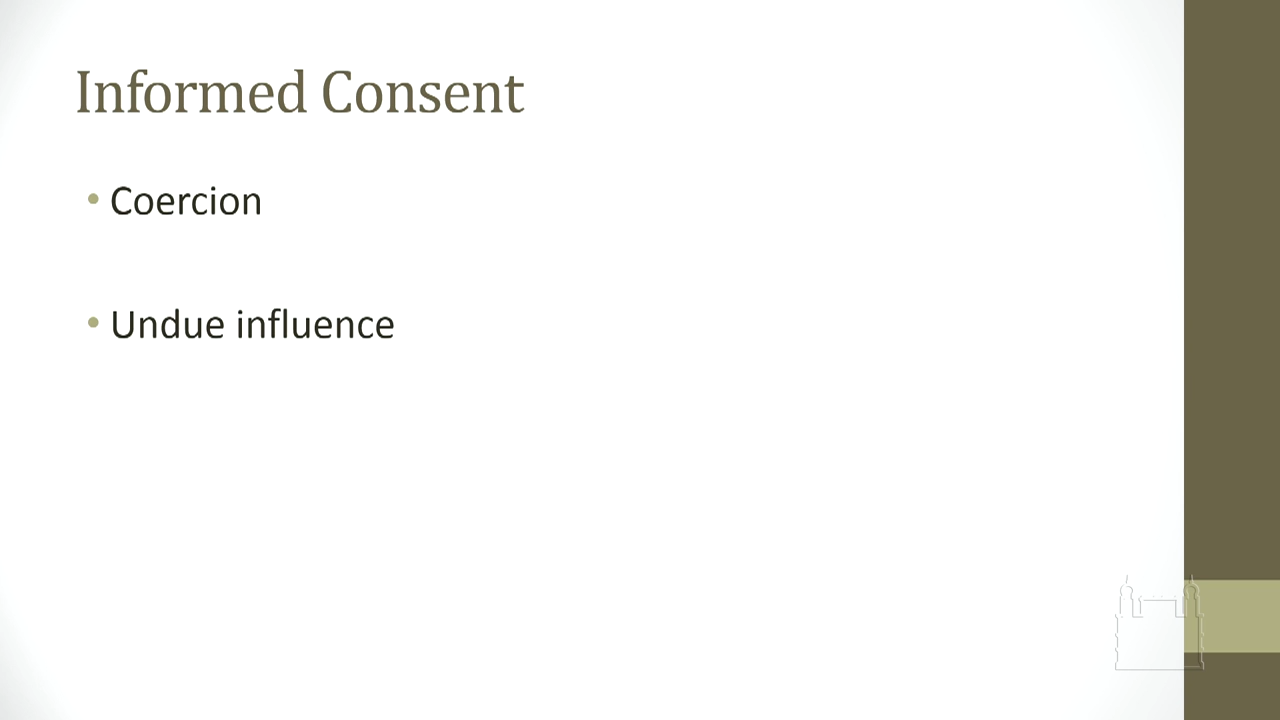 Informed Consent
• Coercion
• Undue influence